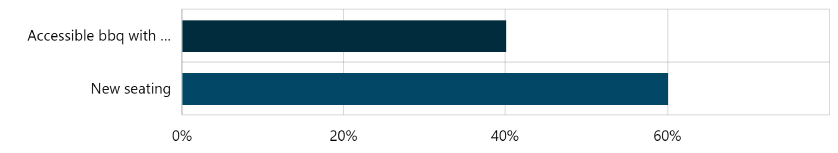 Accessible bbq with ...
New seating
0% 20% 40% 60%